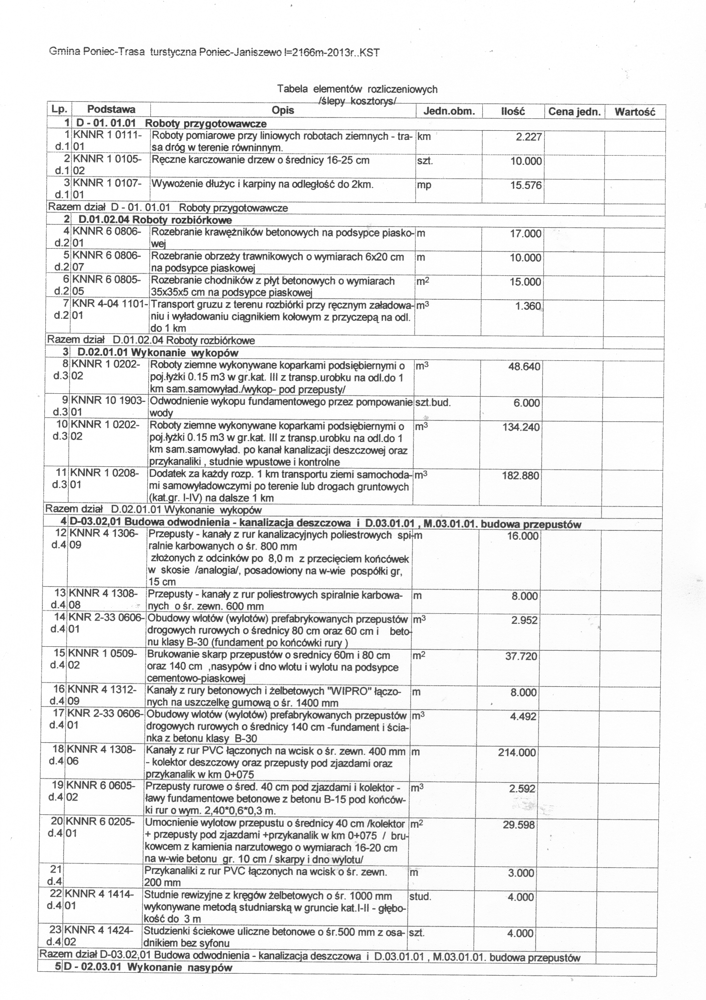 Gmina Poniec-Trasa turstyczna Poniec-Janiszewo l=2166m-2013r..KST
Tabela elementów rozliczeniowych
/ślepy kosztorys/
Lp. Podstawa Opis Jedn.obm. Ilość Cena jedn. Wartość
1 D - 01. 01.01 Roboty przygotowawcze
1 KNNR 1 0111- Roboty pomiarowe przy liniowych robotach ziemnych - tra- km 2.227
d.1 01 sa dróg w terenie równinnym.
2 KNNR 1 0105- Ręczne karczowanie drzew o średnicy 16-25 cm szt. 10.000
d.1 02
3 KNNR 1 0107- Wywożenie dłużyc i karpiny na odległość do 2km. mp 15.576
d.1 01
Razem dział D - 01. 01.01 Roboty przygotowawcze
2 D.01.02.04 Roboty rozbiórkowe
4 KNNR 6 0806- Rozebranie krawężników betonowych na podsypce piasko- m 17.000
d.2 01 wej
5 KNNR 6 0806- Rozebranie obrzeży trawnikowych o wymiarach 6x20 cm m 10.000
d.2 07 na podsypce piaskowej
6 KNNR 6 0805- Rozebranie chodników z płyt betonowych o wymiarach m2 15.000
d.2 05 35x35x5 cm na podsypce piaskowej
7 KNR 4-04 1101- Transport gruzu z terenu rozbiórki przy ręcznym załadowa- m3 1.360
d.2 01 niu i wyładowaniu ciągnikiem kołowym z przyczepą na odl.
do 1 km
Razem dział D.01.02.04 Roboty rozbiórkowe
3 D.02.01.01 Wykonanie wykopów
8 KNNR 1 0202- Roboty ziemne wykonywane koparkami podsiębiernymi o m3 48.640
d.3 02 poj.łyżki 0.15 m3 w gr.kat. III z transp.urobku na odl.do 1
km sam.samowyład./wykop- pod przepusty/
9 KNNR 10 1903- Odwodnienie wykopu fundamentowego przez pompowanie szt.bud. 6.000
d.3 01 wody
10 KNNR 1 0202- Roboty ziemne wykonywane koparkami podsiębiernymi o m3 134.240
d.3 02 poj.łyżki 0.15 m3 w gr.kat. III z transp.urobku na odl.do 1
km sam.samowyład. po kanał kanalizacji deszczowej oraz
przykanaliki , studnie wpustowe i kontrolne
11 KNNR 1 0208- Dodatek za każdy rozp. 1 km transportu ziemi samochoda- m3 182.880
d.3 01 mi samowyładowczymi po terenie lub drogach gruntowych
(kat.gr. I-IV) na dalsze 1 km
Razem dział D.02.01.01 Wykonanie wykopów
4 D-03.02,01 Budowa odwodnienia - kanalizacja deszczowa i D.03.01.01 , M.03.01.01. budowa przepustów
12 KNNR 4 1306- Przepusty - kanały z rur kanalizacyjnych poliestrowych spi- m 16.000
d.4 09 ralnie karbowanych o śr. 800 mm
złożonych z odcinków po 8,0 m z przecięciem końcówek
w skosie /analogia/, posadowiony na w-wie pospółki gr,
15 cm
13 KNNR 4 1308- Przepusty - kanały z rur poliestrowych spiralnie karbowa- m 8.000
d.4 08 nych o śr. zewn. 600 mm
14 KNR 2-33 0606- Obudowy wlotów (wylotów) prefabrykowanych przepustów m3 2.952
d.4 01 drogowych rurowych o średnicy 80 cm oraz 60 cm i beto-
nu klasy B-30 (fundament po końcówki rury )
15 KNNR 1 0509- Brukowanie skarp przepustów o srednicy 60m i 80 cm m2 37.720
d.4 02 oraz 140 cm ,nasypów i dno wlotu i wylotu na podsypce
cementowo-piaskowej
16 KNNR 4 1312- Kanały z rury betonowych i żelbetowych "WIPRO" łączo- m 8.000
d.4 09 nych na uszczelkę gumową o śr. 1400 mm
17 KNR 2-33 0606- Obudowy wlotów (wylotów) prefabrykowanych przepustów m3 4.492
d.4 01 drogowych rurowych o średnicy 140 cm -fundament i ścia-
nka z betonu klasy B-30
18 KNNR 4 1308- Kanały z rur PVC łączonych na wcisk o śr. zewn. 400 mm m 214.000
d.4 06 - kolektor deszczowy oraz przepusty pod zjazdami oraz
przykanalik w km 0+075
19 KNNR 6 0605- Przepusty rurowe o śred. 40 cm pod zjazdami i kolektor - m3 2.592
d.4 02 ławy fundamentowe betonowe z betonu B-15 pod końców-
ki rur o wym. 2,40*0,6*0,3 m.
20 KNNR 6 0205- Umocnienie wylotow przepustu o średnicy 40 cm /kolektor m2 29.598
d.4 01 + przepusty pod zjazdami +przykanalik w km 0+075 / bru-
kowcem z kamienia narzutowego o wymiarach 16-20 cm
na w-wie betonu gr. 10 cm / skarpy i dno wylotu/
21 Przykanaliki z rur PVC łączonych na wcisk o śr. zewn. m 3.000
d.4 200 mm
22 KNNR 4 1414- Studnie rewizyjne z kręgów żelbetowych o śr. 1000 mm stud. 4.000
d.4 01 wykonywane metodą studniarską w gruncie kat.I-II - głębo-
kość do 3 m
23 KNNR 4 1424- Studzienki ściekowe uliczne betonowe o śr.500 mm z osa- szt. 4.000
d.4 02 dnikiem bez syfonu
Razem dział D-03.02,01 Budowa odwodnienia - kanalizacja deszczowa i D.03.01.01 , M.03.01.01. budowa przepustów
5 D - 02.03.01 Wykonanie nasypów